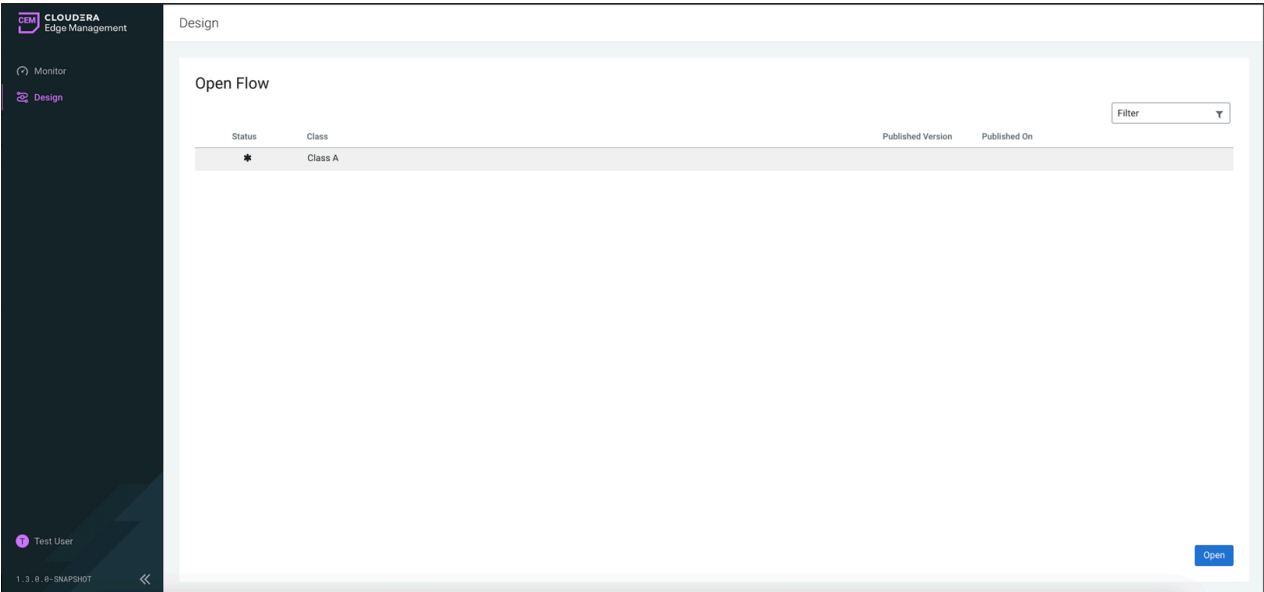 CEM CLOUDERA
Edge Management
Monitor
Design
Test User
T
1.3.0.0-SNAPSHOT
Design
Open Flow
Filter
Status Class Published Version Published On
* Class A
Open